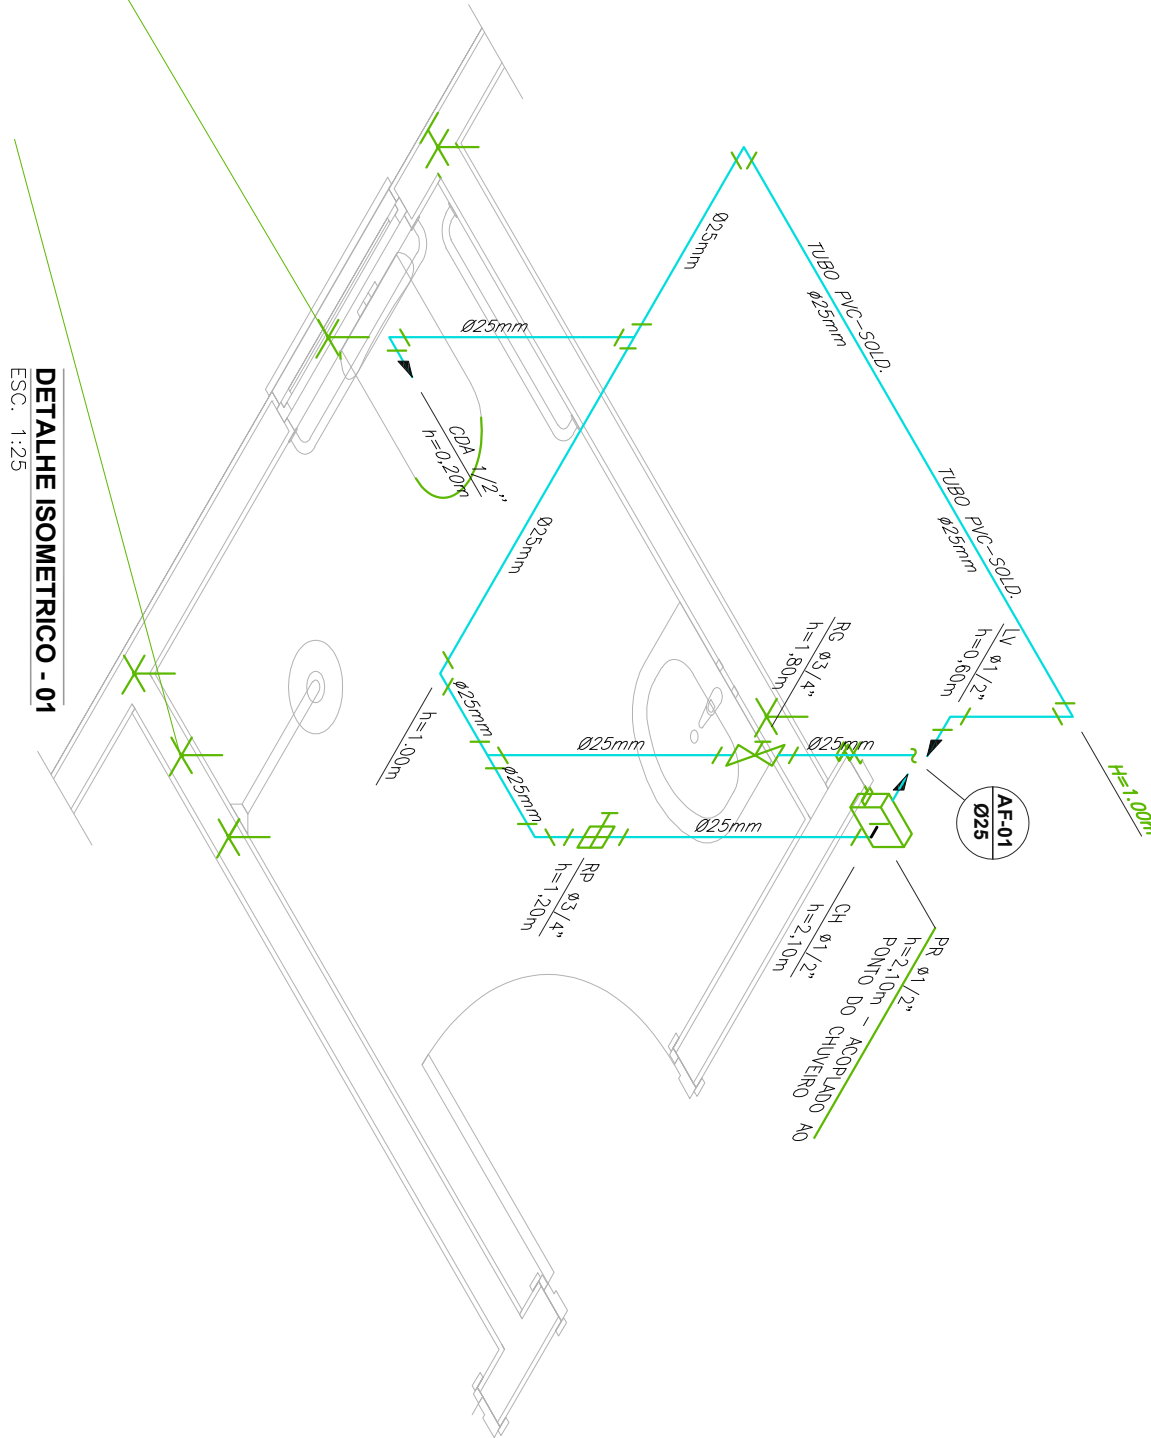 TUBO PVC-SOLD.
Ø25mm
TUBO PVC-SOLD.
Ø25mm
Ø25mm
Ø25mm
CDA 1/2"
h=0,20m
Ø25mm
RG ø3/4"
h=1,80m
LV ø1/2"
h=0,60m
H=1.00m
Ø25mm
Ø25mm
AF-01
Ø25
h=1.00m
Ø25mm
Ø25mm
Ø25mm
RP ø3/4"
h=1,20m
CH ø1/2"
h=2,10m
PR ø1/2"
h=2,10m
PONTO DO CHUVEIRO
- ACOPLADO AO
DETALHE ISOMETRICO - 01
ESC. 1:25